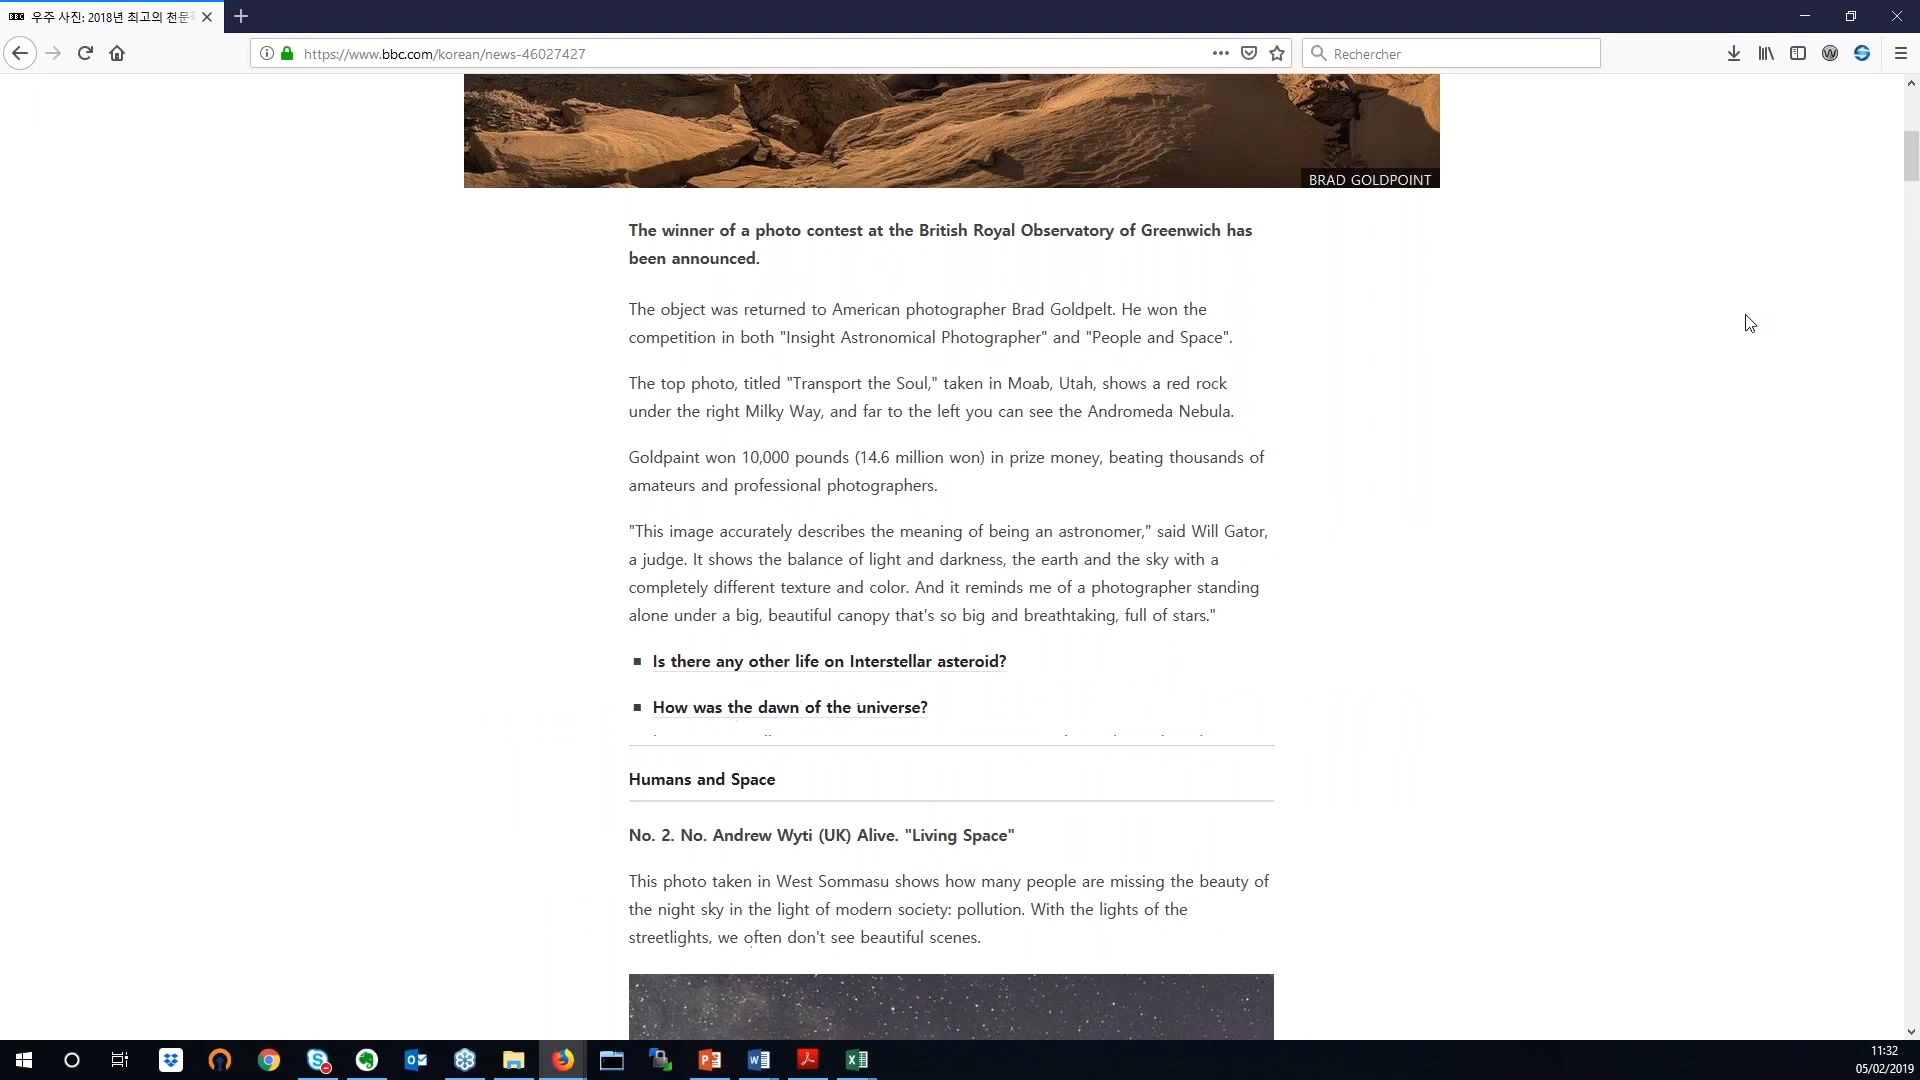 우주 사진: 2018년 최고의 천문
https://www.bbc.com/korean/news-46027427
Rechercher
BRAD GOLDPOINT
The winner of a photo contest at the British Royal Observatory of Greenwich has
been announced.
The object was returned to American photographer Brad Goldpelt. He won the
competition in both "Insight Astronomical Photographer" and "People and Space".
The top photo, titled "Transport the Soul," taken in Moab, Utah, shows a red rock
under the right Milky Way, and far to the left you can see the Andromeda Nebula.
Goldpaint won 10,000 pounds (14.6 million won) in prize money, beating thousands of
amateurs and professional photographers.
"This image accurately describes the meaning of being an astronomer," said Will Gator,
a judge. It shows the balance of light and darkness, the earth and the sky with a
completely different texture and color. And it reminds me of a photographer standing
alone under a big, beautiful canopy that's so big and breathtaking, full of stars."
Is there any other life on Interstellar asteroid?
How was the dawn of the universe?
Humans and Space
No. 2. No. Andrew Wyti (UK) Alive. "Living Space"
This photo taken in West Sommasu shows how many people are missing the beauty of
the night sky in the light of modern society: pollution. With the lights of the
streetlights, we often don't see beautiful scenes.
11:32
05/02/2019